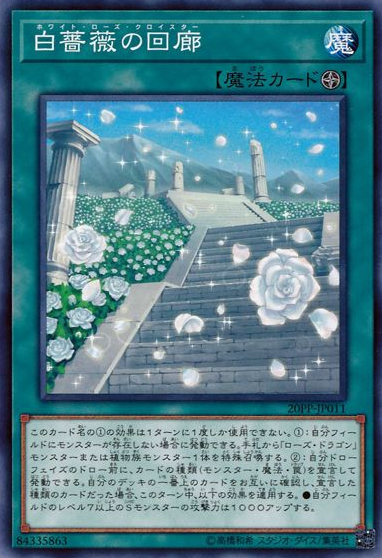 ホワイト・ローズ・クロイスター
白薔薇の回廊
魔
【魔法カード】
20PP-JP011
このカード名の①の効果は1ターンに1度しか使用できない。①:自分フィー
ルドにモンスターが存在しない場合に発動できる。手札から「ローズ・ドラゴン」
モンスターまたは植物族モンスター1体を特殊召喚する。②:自分ドロー
フェイズのドロー前に、カードの種類(モンスター・魔法・罠)を宣言して
発動できる。自分のデッキの一番上のカードをお互いに確認し、宣言した
種類のカードだった場合、このターン中、以下の効果を適用する。●自分フィ
ールドのレベル7以上のSモンスターの攻撃力は1000アップする。
84335863
©高橋和希 スタジオ・ダイス/集英社